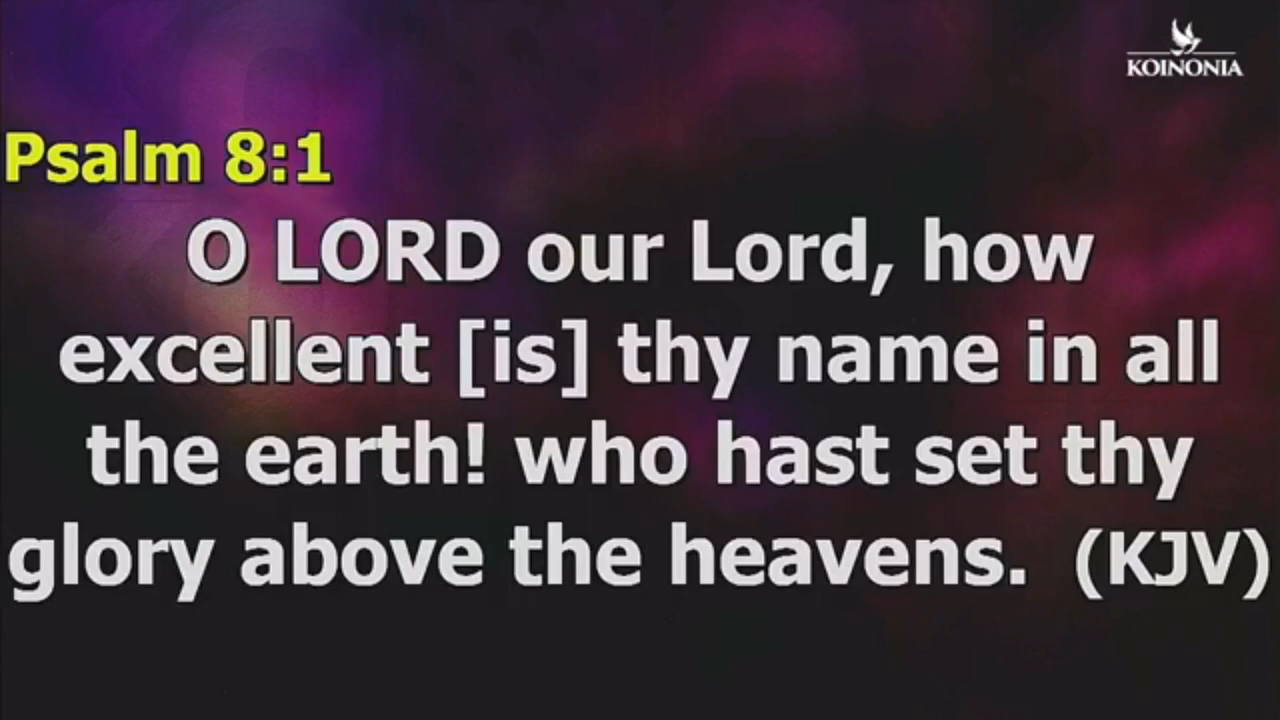 KOINONIA
Psalm 8:1
O LORD our Lord, how
excellent [is] thy name in all
the earth! who hast set thy
glory above the heavens. (KJV)